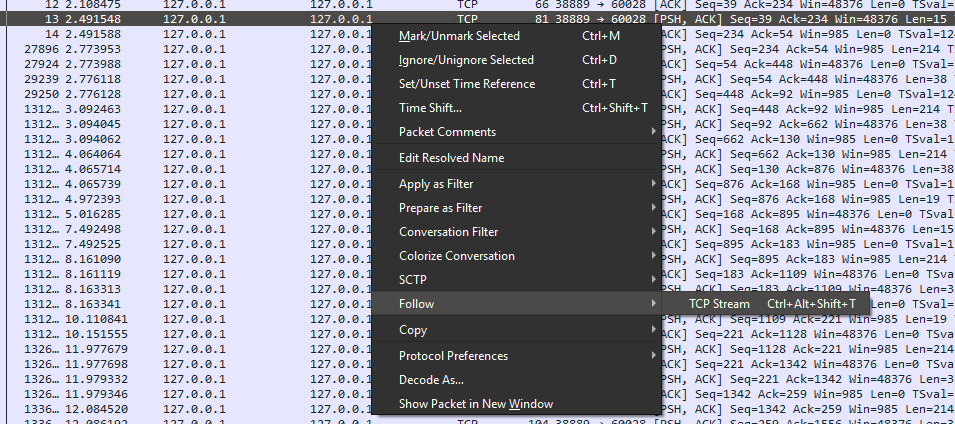 12 2.108475 127.0.0.1 127.0.0.1 TCP 66 38889 → 60028 [ACK] Seq=39 Ack=234 Win=48376 Len=0 TSval=
13 2.491548 127.0.0.1 127.0.0.1 TCP 81 38889 → 60028 [PSH, ACK] Seq=39 Ack=234 Win=48376 Len=15
14 2.491588 127.0.0.1 127.0.0.1 Mark/Unmark Selected Ctrl+M ACK] Seq=234 Ack=54 Win=985 Len=0 TSval=124
27896 2.773953 127.0.0.1 127.0.0.1 Ignore/Unignore Selected Ctrl+D PSH, ACK] Seq=234 Ack=54 Win=985 Len=214
27924 2.773988 127.0.0.1 127.0.0.1 ACK] Seq=54 Ack=448 Win=48376 Len=0 TSval=
29239 2.776118 127.0.0.1 127.0.0.1 Set/Unset Time Reference Ctrl+T PSH, ACK] Seq=54 Ack=448 Win=48376 Len=38
29250 2.776128 127.0.0.1 127.0.0.1 ACK] Seq=448 Ack=92 Win=985 Len=0 TSval=12
1312… 3.092463 127.0.0.1 127.0.0.1 Time Shift... Ctrl+Shift+T PSH, ACK] Seq=448 Ack=92 Win=985 Len=214
1312… 3.094045 127.0.0.1 127.0.0.1 Packet Comments PSH, ACK] Seq=92 Ack=662 Win=48376 Len=38
1312… 3.094062 127.0.0.1 127.0.0.1 ACK] Seq=662 Ack=130 Win=985 Len=0 TSval=1
1312… 4.064064 127.0.0.1 127.0.0.1 Edit Resolved Name PSH, ACK] Seq=662 Ack=130 Win=985 Len=214
1312… 4.065714 127.0.0.1 127.0.0.1 PSH, ACK] Seq=130 Ack=876 Win=48376 Len=38
1312… 4.065739 127.0.0.1 127.0.0.1 Apply as Filter ACK] Seq=876 Ack=168 Win=985 Len=0 TSval=1
1312… 4.972393 127.0.0.1 127.0.0.1 Prepare as Filter PSH, ACK] Seq=876 Ack=168 Win=985 Len=19
1312… 5.016285 127.0.0.1 127.0.0.1 ACK] Seq=168 Ack=895 Win=48376 Len=0 TSval
1312… 7.492498 127.0.0.1 127.0.0.1 Conversation Filter PSH, ACK] Seq=168 Ack=895 Win=48376 Len=15
1312… 7.492525 127.0.0.1 127.0.0.1 ACK] Seq=895 Ack=183 Win=985 Len=0 TSval=1
1312… 8.161090 127.0.0.1 127.0.0.1 Colorize Conversation PSH, ACK] Seq=895 Ack=183 Win=985 Len=214
1312… 8.161119 127.0.0.1 127.0.0.1 SCTP ACK] Seq=183 Ack=1109 Win=48376 Len=0
1312… 8.163313 127.0.0.1 127.0.0.1 PSH, ACK] Seq=183 Ack=1109 Win=48376 Len=
1312… 8.163341 127.0.0.1 127.0.0.1 Follow TCP Stream Ctrl+Alt+Shift+T
1312… 10.110841 127.0.0.1 127.0.0.1 PSH, ACK] Seq=1109 Ack=221 Win=985 Len=19
1312… 10.151555 127.0.0.1 127.0.0.1 Copy ACK] Seq=221 Ack=1128 Win=48376 Len=0
1326… 11.977679 127.0.0.1 127.0.0.1 Protocol Preferences PSH, ACK] Seq=1128 Ack=221 Win=985 Len=214
1326… 11.977698 127.0.0.1 127.0.0.1 ACK] Seq=221 Ack=1342 Win=48376 Len=0
1326… 11.979332 127.0.0.1 127.0.0.1 Decode As... PSH, ACK] Seq=221 Ack=1342 Win=48376 Len=3
1326… 11.979346 127.0.0.1 127.0.0.1 ACK] Seq=1342 Ack=259 Win=985 Len=0
1336… 12.084520 127.0.0.1 127.0.0.1 Show Packet in New Window PSH, ACK] Seq=1342 Ack=259 Win=985 Len=214
1336… 12.086192 127.0.0.1 127.0.0.1 TCP 104 38889 → 60028 [PSH, ACK] Seq=259 Ack=1556 Win=48376